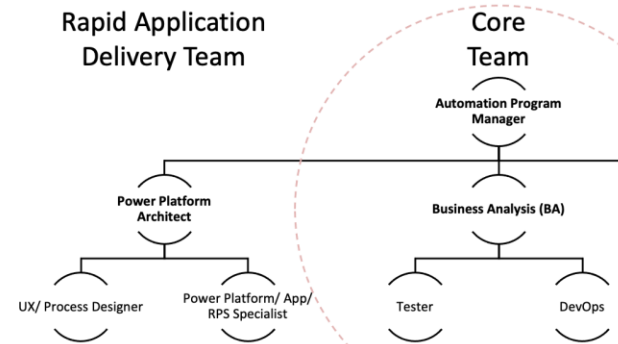 Rapid Application
Delivery Team
Core
Team
Automation Program
Manager
Power Platform
Architect
Business Analysis (BA)
UX/ Process Designer
Power Platform/ App/
RPS Specialist
Tester
DevOps